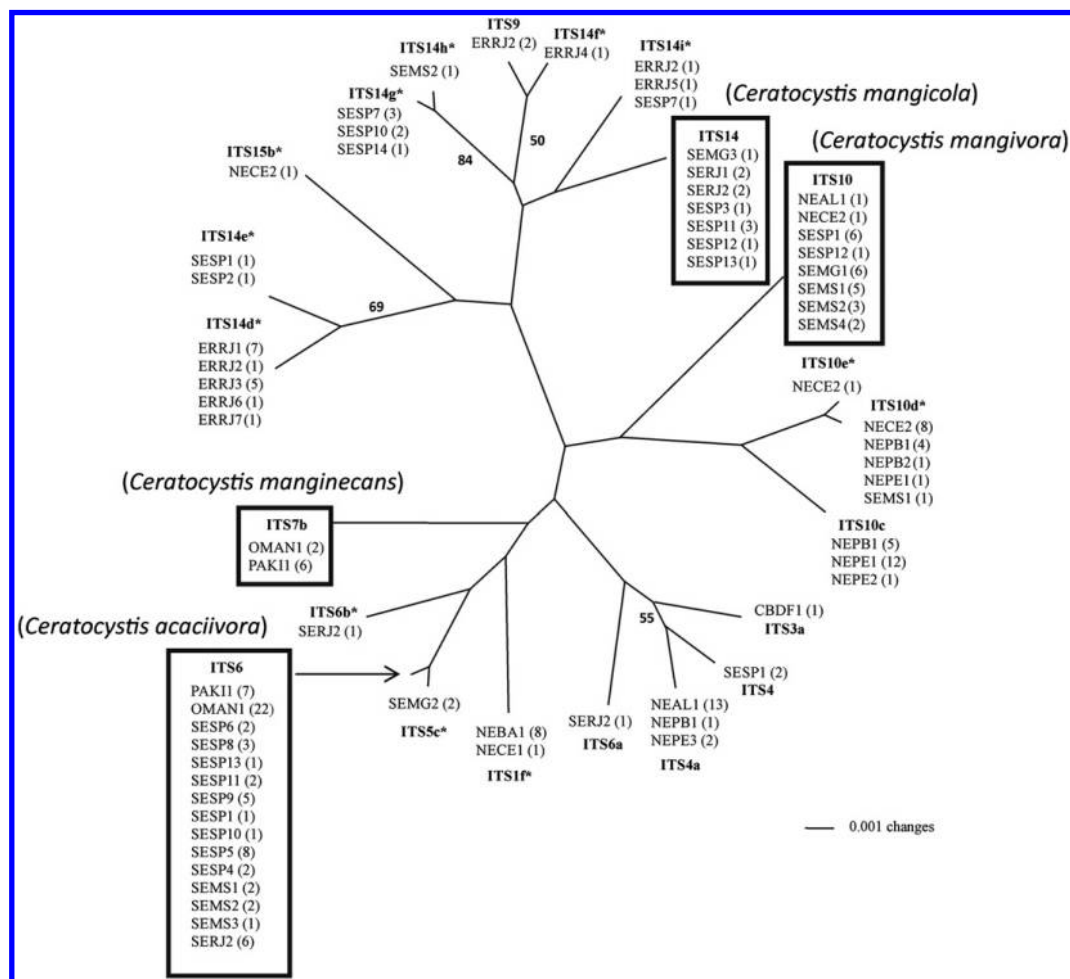 ITS9
ERRJ2 (2)
ITS14f*
ERRJ4 (1)
ITS14h*
SEMS2 (1)
ITS14i*
ERRJ2 (1)
ERRJ5(1)
SESP7(1)
ITS14g*
SESP7 (3)
SESP10 (2)
SESP14 (1)
84
50
(Ceratocystis mangicola)
ITS14
SEMG3 (1)
SERJ1 (2)
SERJ2 (2)
SESP3 (1)
SESP11 (3)
SESP12 (1)
SESP13(1)
(Ceratocystis mangivora)
ITS10
NEAL1 (1)
NECE2 (1)
SESP1 (6)
SESP12 (1)
SEMG1(6)
SEMS1(5)
SEMS2 (3)
SEMS4(2)
ITS15b*
NECE2 (1)
ITS14e*
SESP1 (1)
SESP2 (1)
69
ITS14d*
ERRJ1 (7)
ERRJ2 (1)
ERRJ3 (5)
ERRJ6 (1)
ERRJ7(1)
ITS10e*
NECE2 (1)
ITS10d*
NECE2 (8)
NEPB1(4)
NEPB2 (1)
NEPE1(1)
SEMS1 (1)
ITS10c
NEPB1 (5)
NEPE1 (12)
NEPE2 (1)
(Ceratocystis manginecans)
ITS7b
OMAN1 (2)
PAKI1 (6)
ITS6b*
SERJ2 (1)
(Ceratocystis acaciivora)
ITS6
PAKI1 (7)
OMAN1 (22)
SESP6 (2)
SESP8 (3)
SESP13 (1)
SESP11 (2)
SESP9 (5)
SESP1 (1)
SESP10 (1)
SESP5 (8)
SESP4 (2)
SEMS1 (2)
SEMS2 (2)
SEMS3 (1)
SERJ2 (6)
SEMG2 (2)
ITS5c*
NEBA1 (8)
NECE1 (1)
ITS1f*
SERJ2 (1)
ITS6a
55
NEAL1 (13)
NEPB1 (1)
NEPE3 (2)
ITS4a
SESP1 (2)
ITS4
CBDF1 (1)
ITS3a
0.001 changes